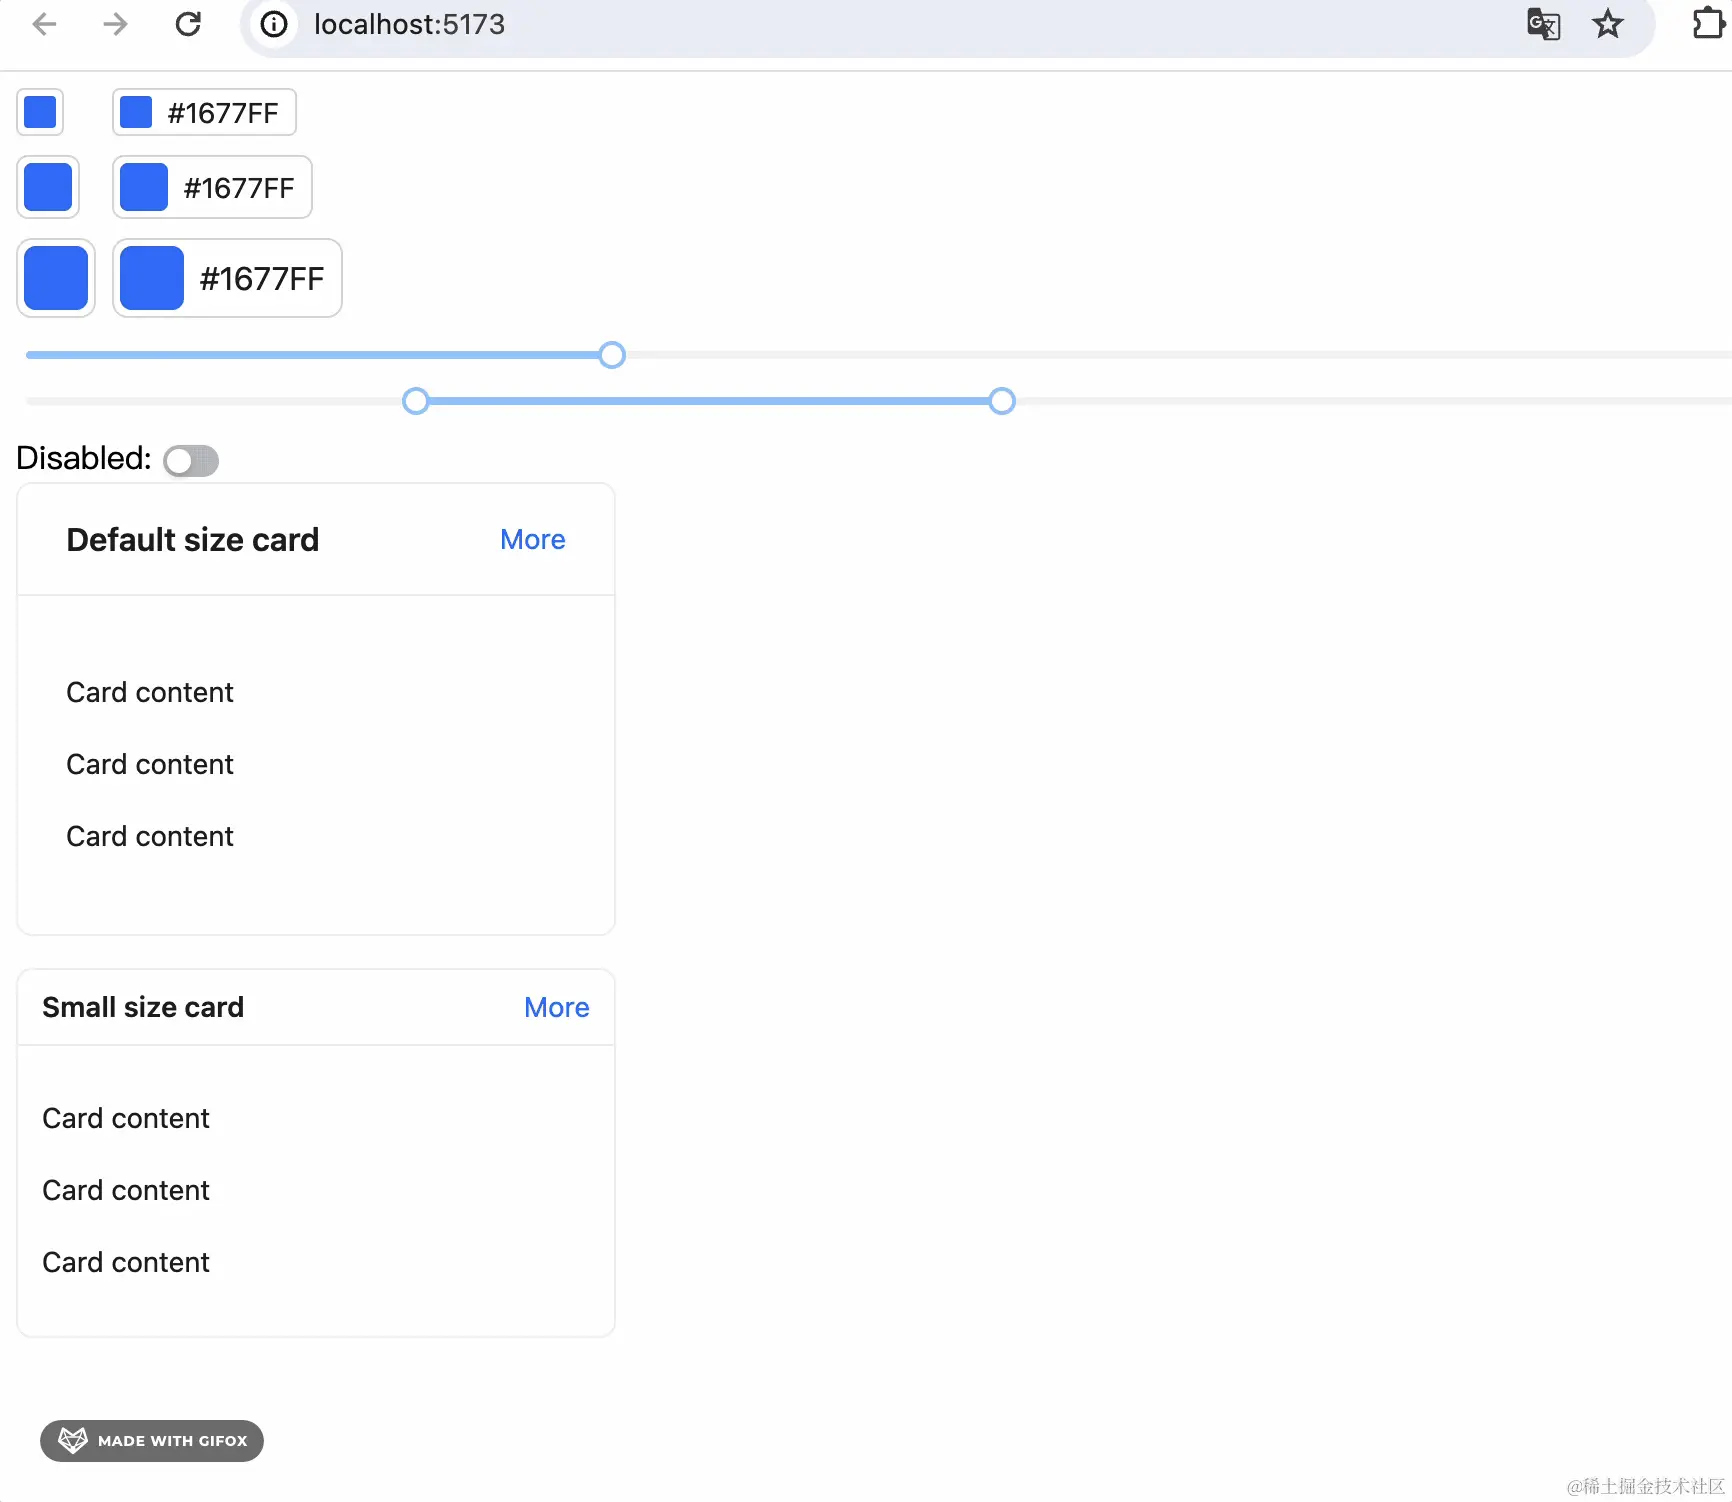 localhost:5173
#1677FF
#1677FF
#1677FF
Disabled:
Default size card More
Card content
Card content
Card content
Small size card More
Card content
Card content
Card content
MADE WITH GIFOX
@稀土掘金技术社区